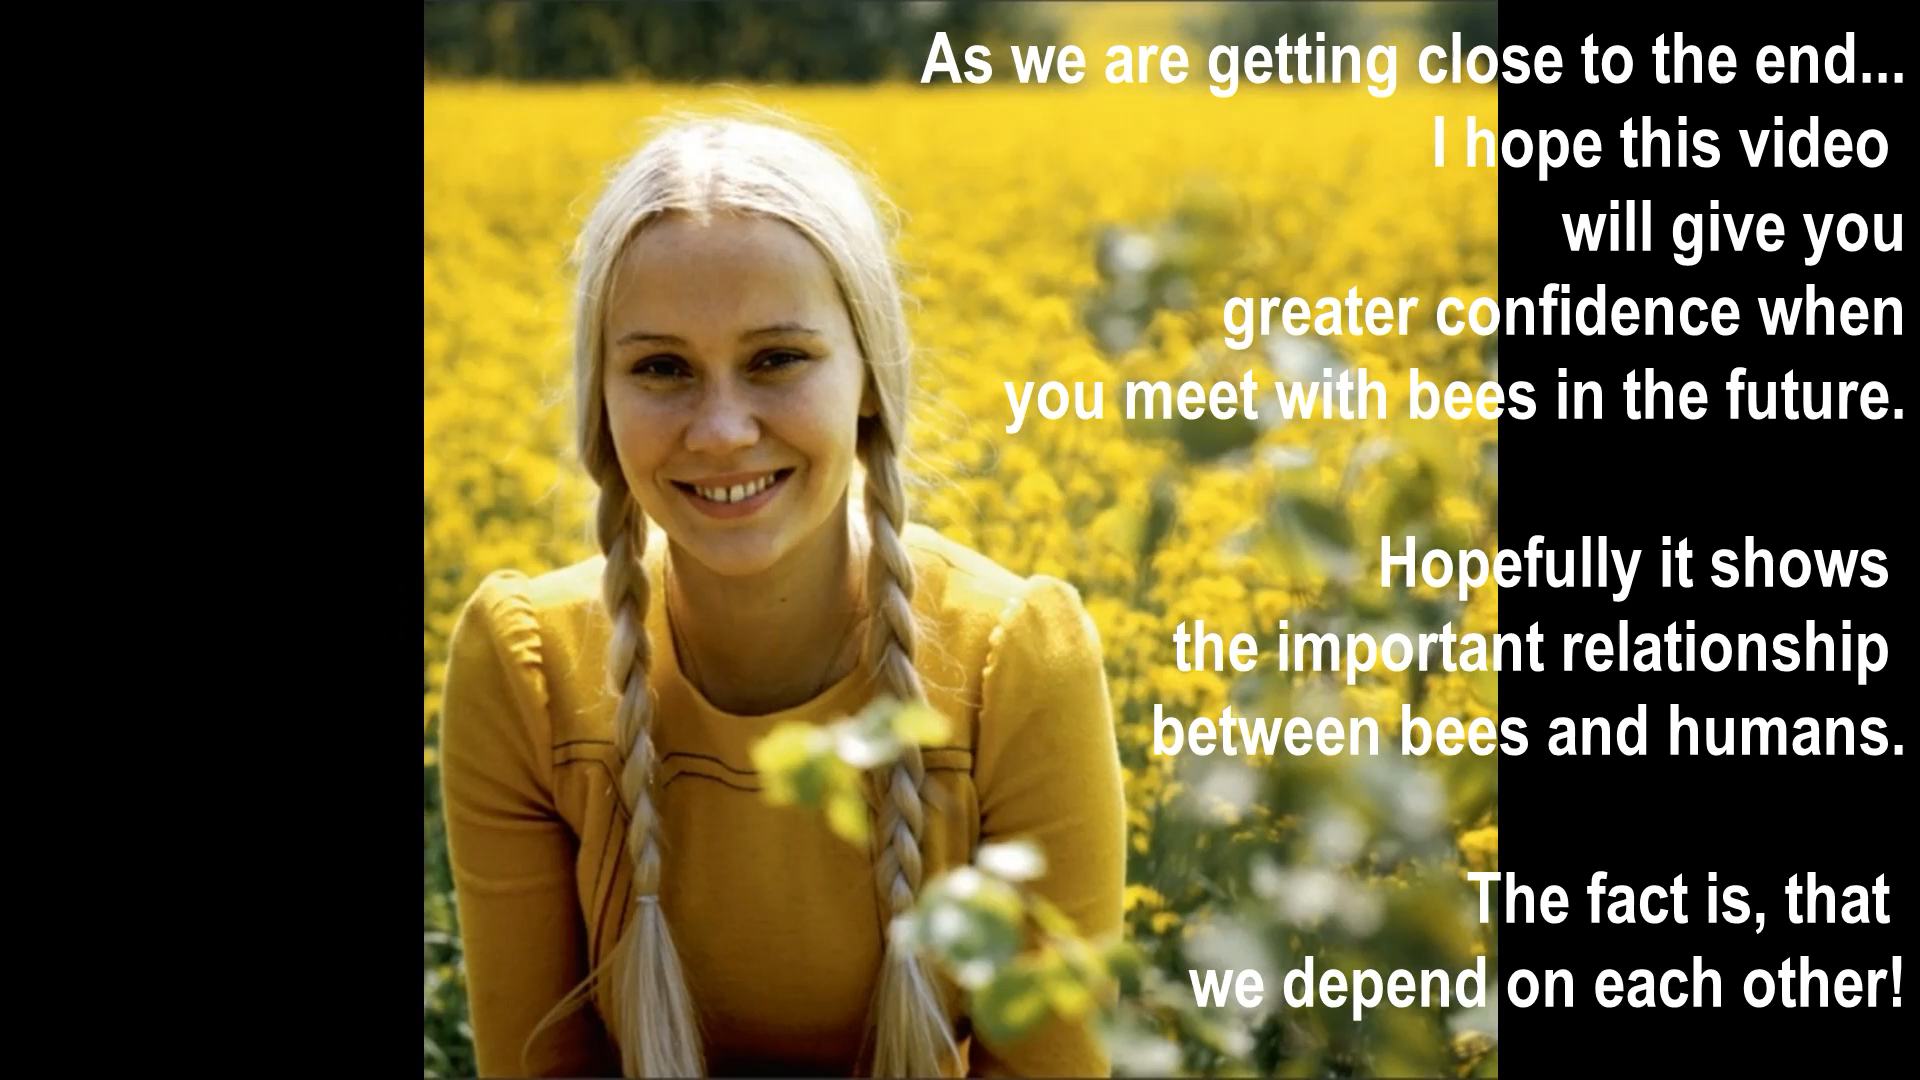 As we are getting close to the end...
I hope this video
will give you
greater confidence when
you meet with bees in the future.
Hopefully it shows
the important relationship
between bees and humans.
The fact is, that
we depend on each other!